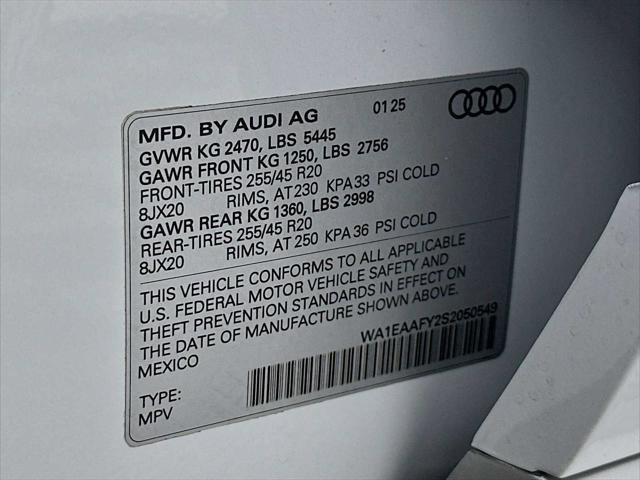 MFD. BY AUDI AG 01 25
GVWR KG 2470, LBS 5445
GAWR FRONT KG 1250, LBS 2756
FRONT-TIRES 255/45 R20
8JX20 RIMS, AT 230 KPA 33 PSI COLD
GAWR REAR KG 1360, LBS 2998
REAR-TIRES 255/45 R20
8JX20 RIMS, AT 250 KPA 36 PSI COLD
THIS VEHICLE CONFORMS TO ALL APPLICABLE
U.S. FEDERAL MOTOR VEHICLE SAFETY AND
THEFT PREVENTION STANDARDS IN EFFECT ON
THE DATE OF MANUFACTURE SHOWN ABOVE.
MEXICO
WA1EAAFY2S2050549
TYPE:
MPV